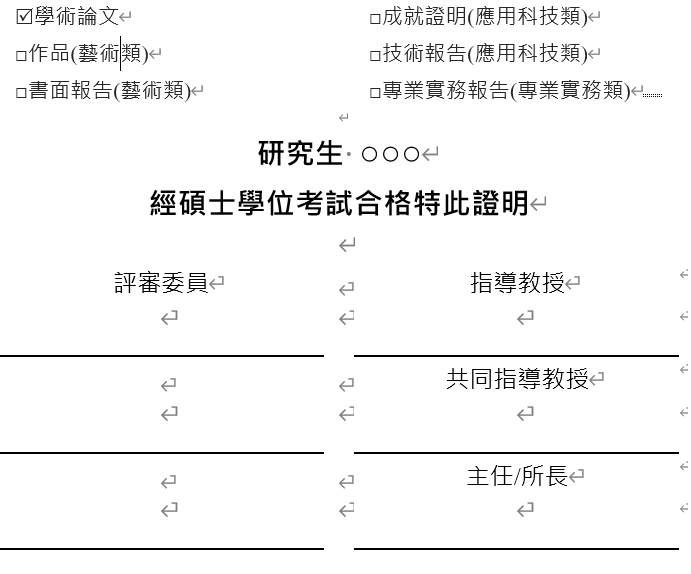 ☑學術論文
□成就證明(應用科技類)
□作品(藝術類)
□技術報告(應用科技類)
□書面報告(藝術類)
□專業實務報告(專業實務類)
研究生 ○○○
經碩士學位考試合格特此證明
評審委員
指導教授
共同指導教授
主任/所長